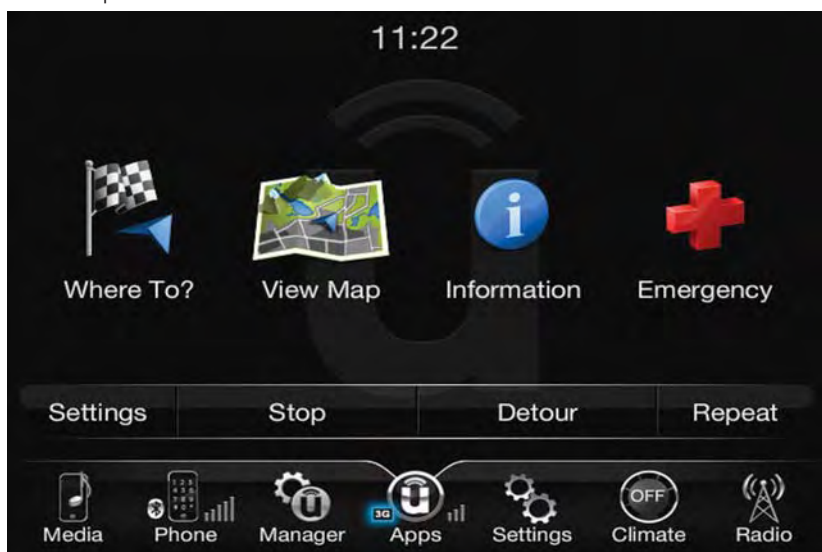 11:22
Where To?
View Map
Information
Emergency
Settings
Stop
Detour
Repeat
3G
OFF
Media
Phone
Manager
Apps
Settings
Climate
Radio